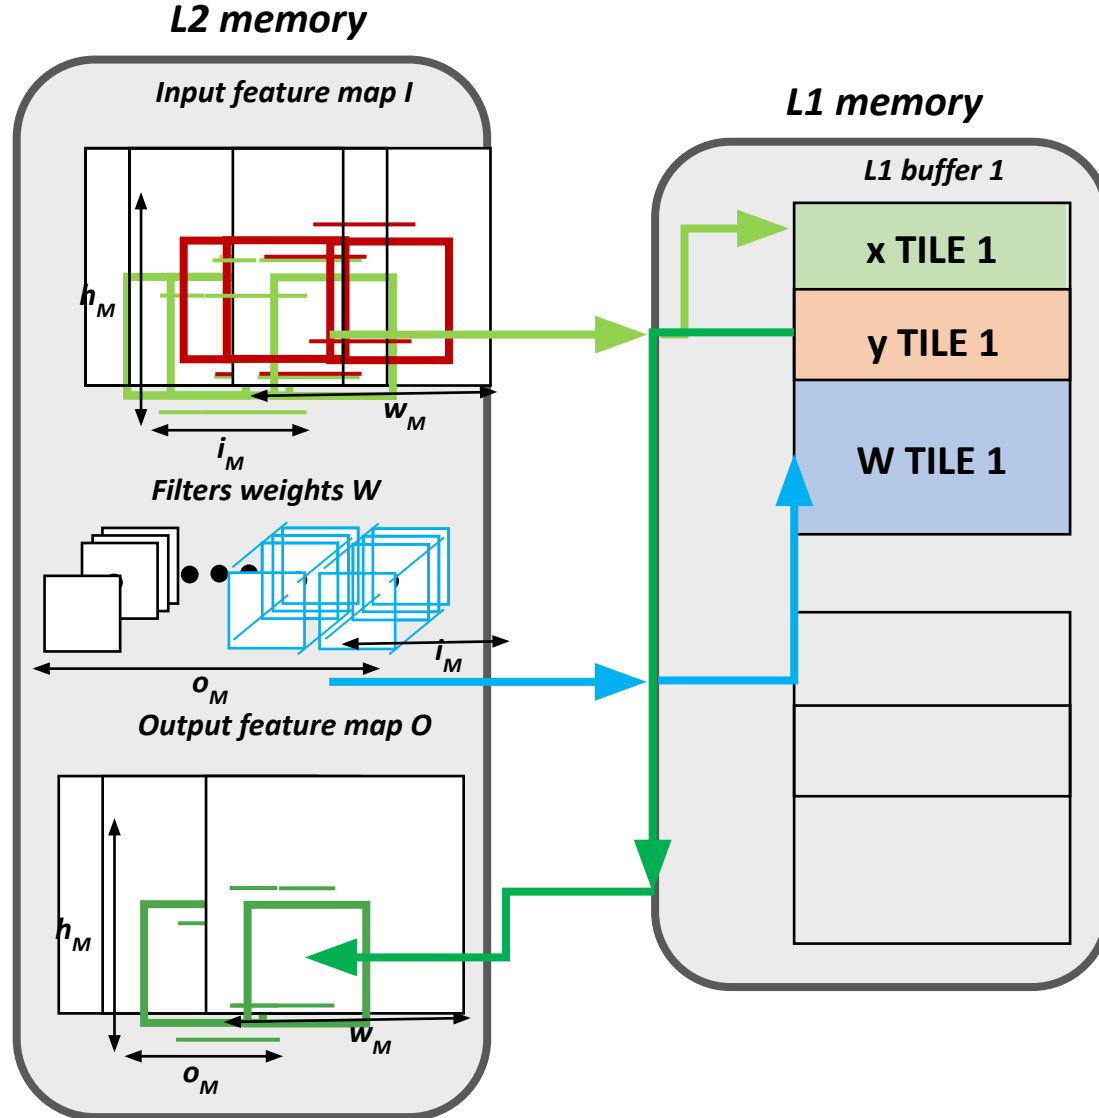 L2 memory
Input feature map I
h_M
w_M
i_M
Filters weights W
i_M
o_M
Output feature map O
h_M
w_M
o_M
L1 memory
L1 buffer 1
x TILE 1
y TILE 1
W TILE 1